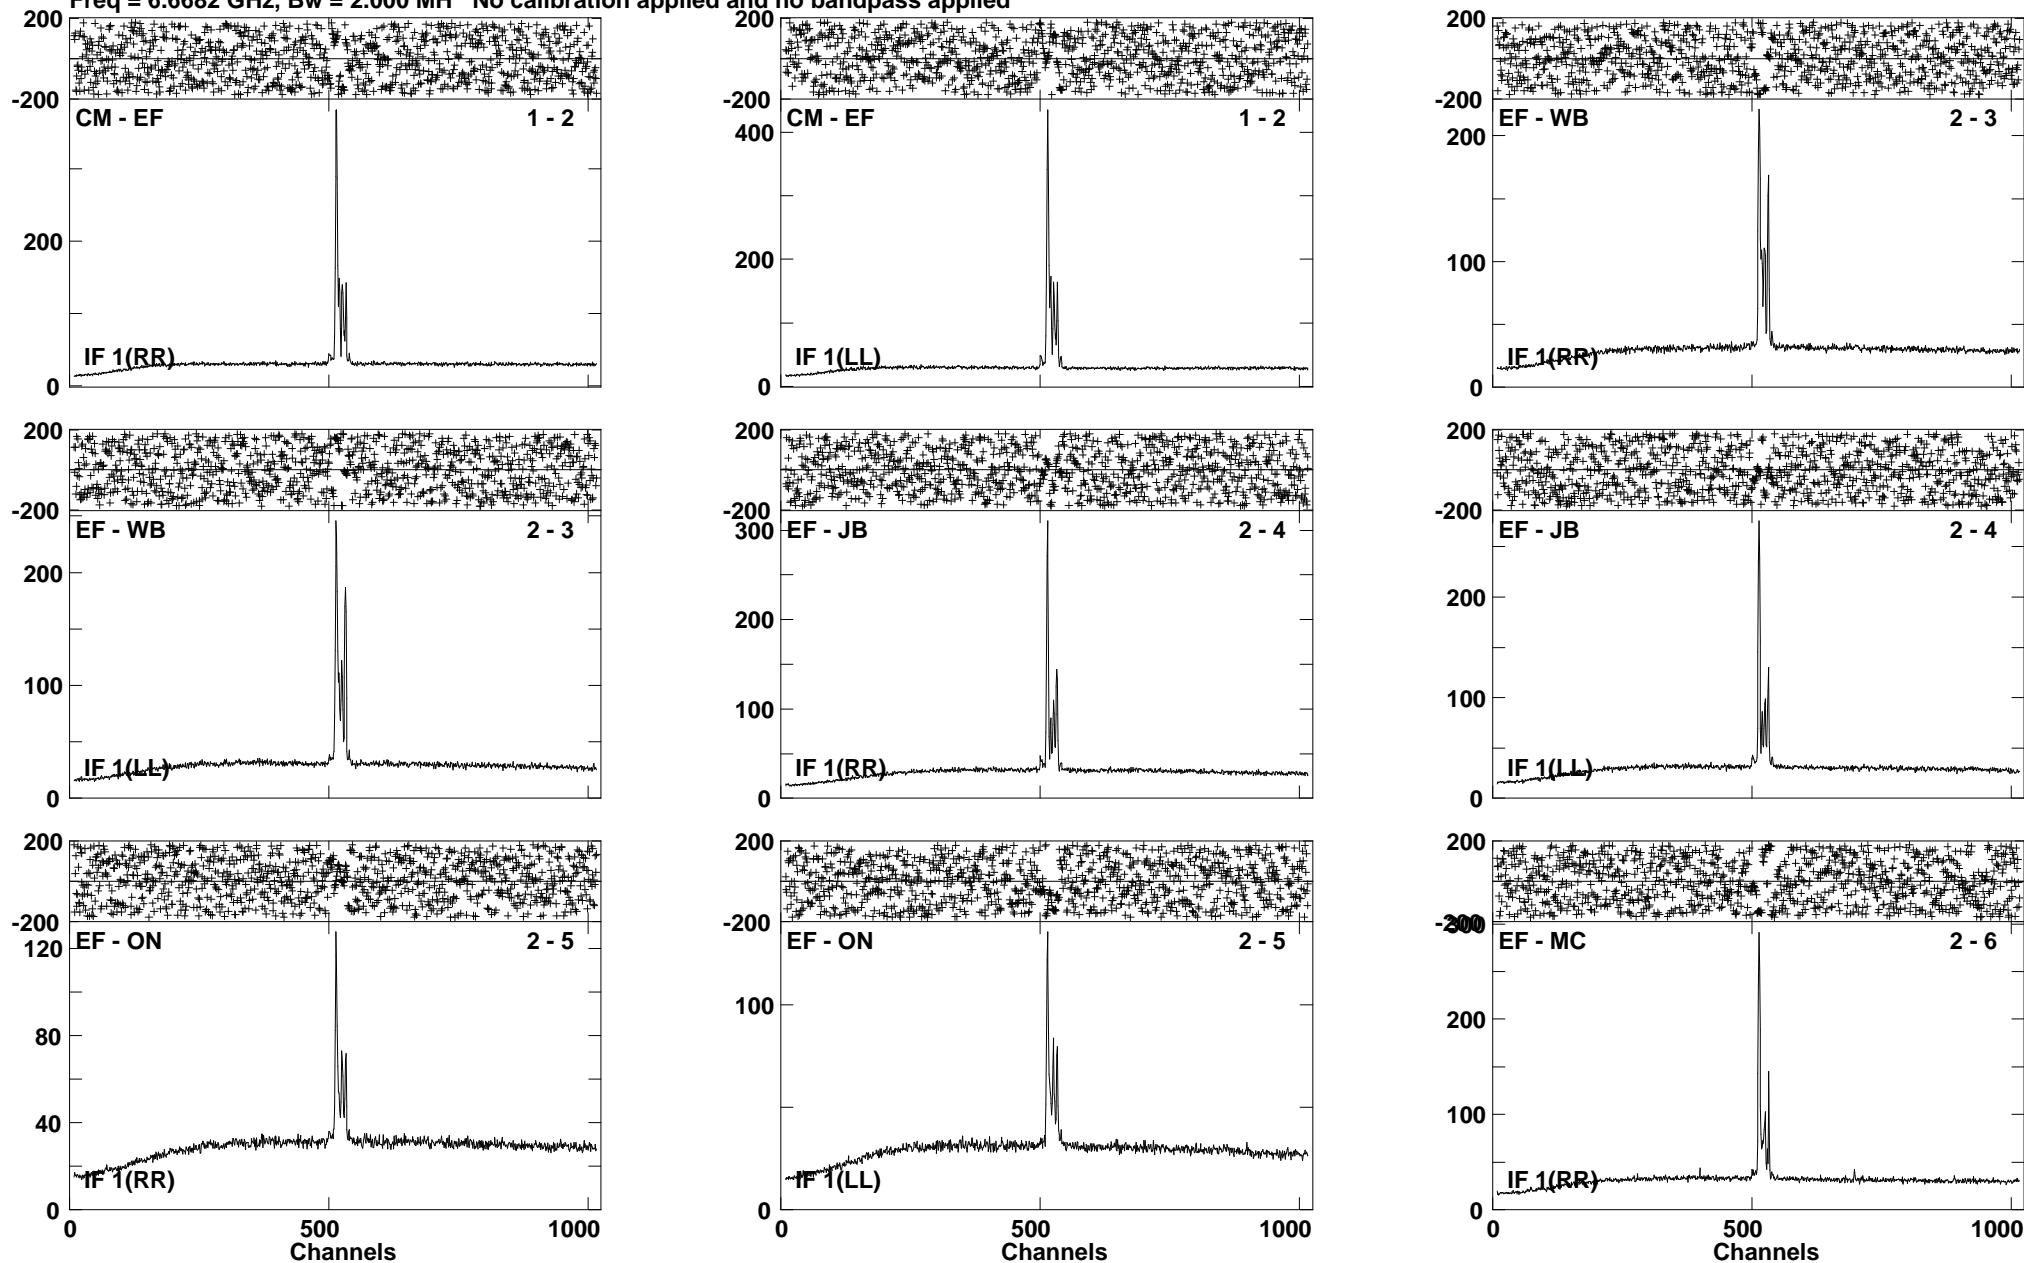 Freq = 6.6682 GHz, Bw = 2.000 MH No calibration applied and no bandpass applied
200
-200
CM - EF 1 - 2
200
IF 1(RR)
0
200
-200
CM - EF 1 - 2
400
200
IF 1(LL)
0
200
-200
EF - WB 2 - 3
200
100
IF 1(RR)
0
200
-200
EF - WB 2 - 3
200
100
IF 1(LL)
0
200
-200
EF - JB 2 - 4
300
200
100
IF 1(RR)
0
200
-200
EF - JB 2 - 4
200
100
IF 1(LL)
0
200
-200
EF - ON 2 - 5
120
80
40
IF 1(RR)
0
0 500 1000
Channels
200
-200
EF - ON 2 - 5
100
IF 1(LL)
0
0 500 1000
Channels
200
-200
300
EF - MC 2 - 6
200
100
IF 1(RR)
0
0 500 1000
Channels